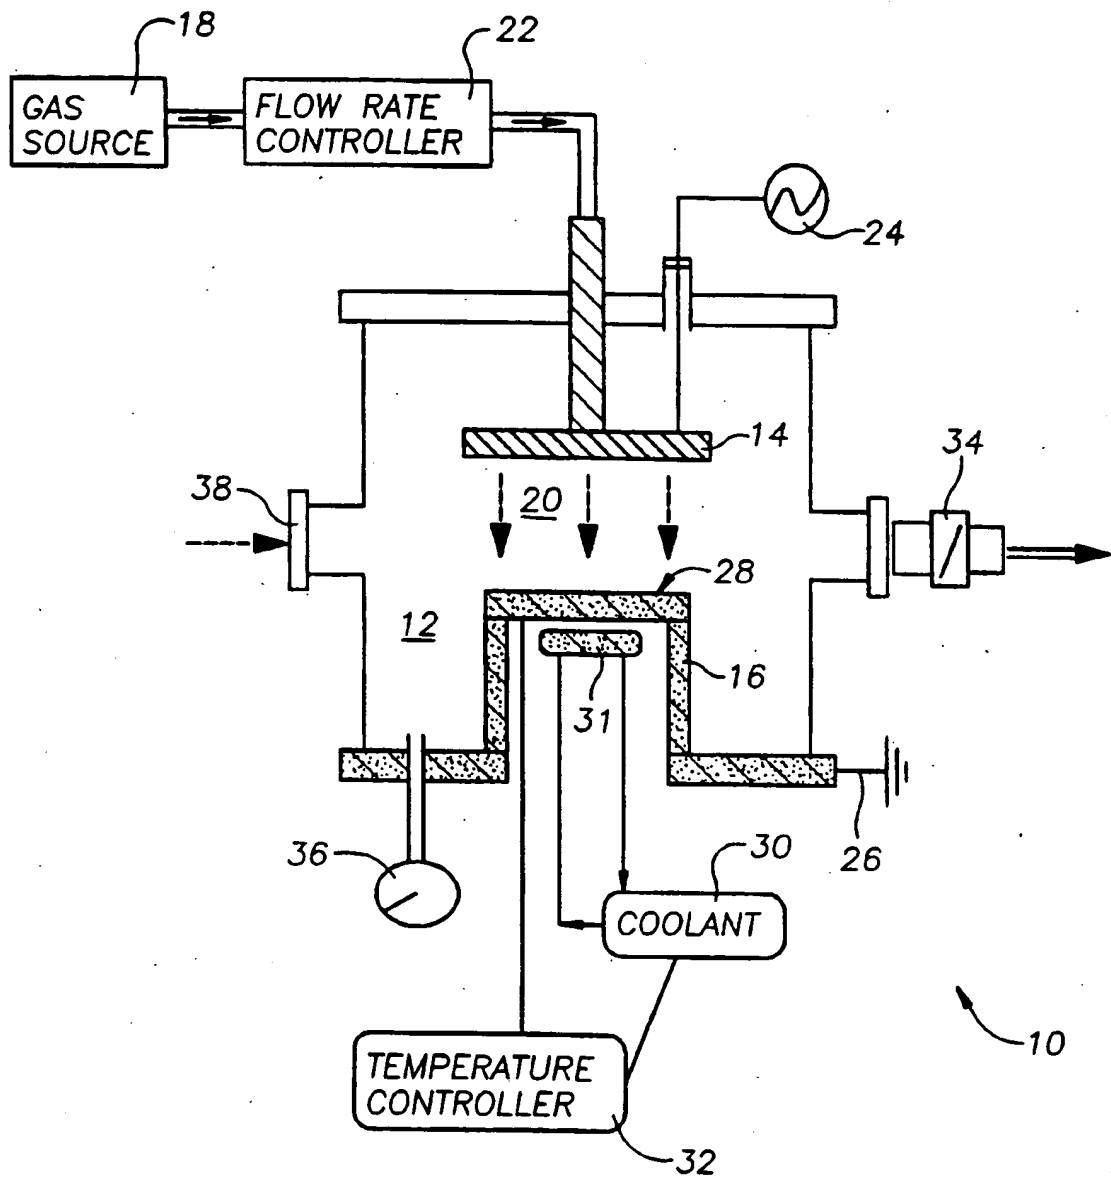 18
22
GAS
SOURCE
FLOW RATE
CONTROLLER
24
14
34
38
20
28
12
16
31
36
30
26
COOLANT
10
TEMPERATURE
CONTROLLER
32